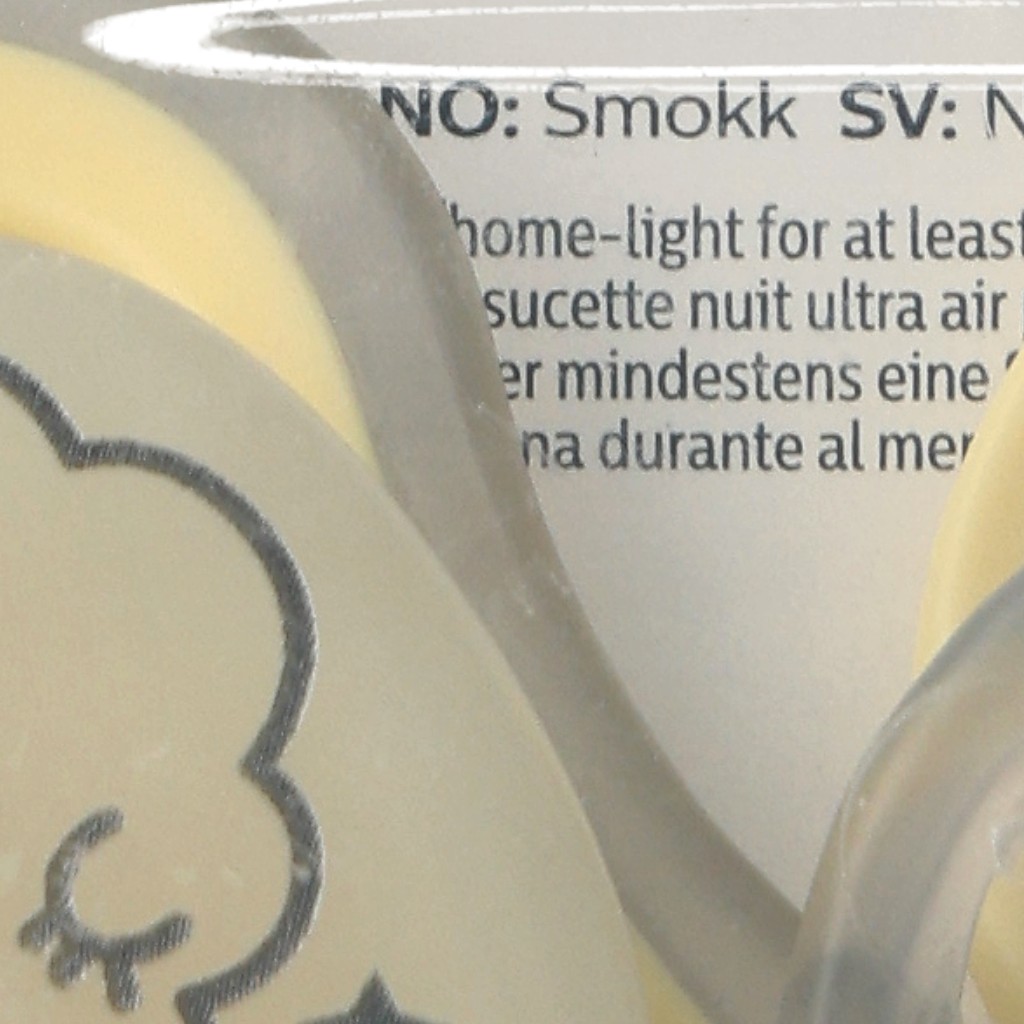 NO: Smokk SV:
home-light for at least
sucette nuit ultra air
mindestens eine
durante al